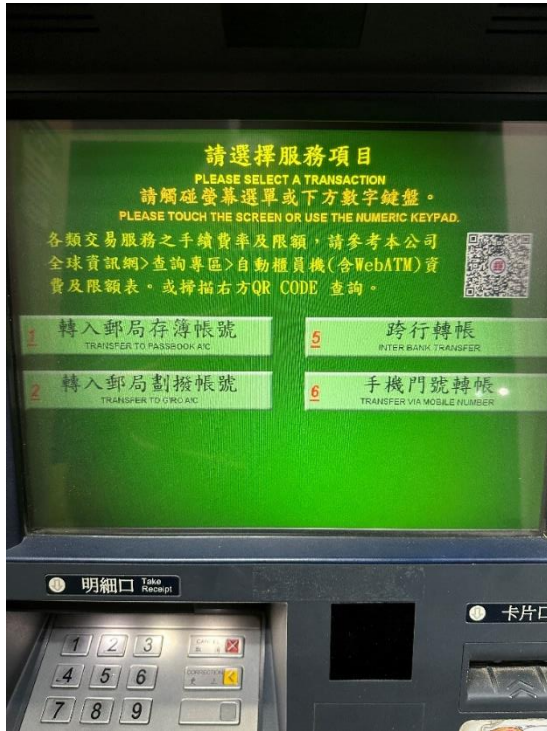 請選擇服務項目
PLEASE SELECT A TRANSACTION
請觸碰螢幕選單或下方數字鍵盤。
PLEASE TOUCH THE SCREEN OR USE THE NUMERIC KEYPAD.
各類交易服務之手續費率及限額，請參考本公司
全球資訊網>查詢專區>自動櫃員機(含WebATM)資
費及限額表。或掃描右方QR CODE 查詢。
1 轉入郵局存簿帳號
TRANSFER TO PASSBOOK A/C
5 跨行轉帳
INTER BANK TRANSFER
2 轉入郵局劃撥帳號
TRANSFER TO GIRO A/C
6 手機門號轉帳
TRANSFER VIA MOBILE NUMBER
明細口 Take Receipt
卡片口
1 2 3
4 5 6 CORRECTION
7 8 9